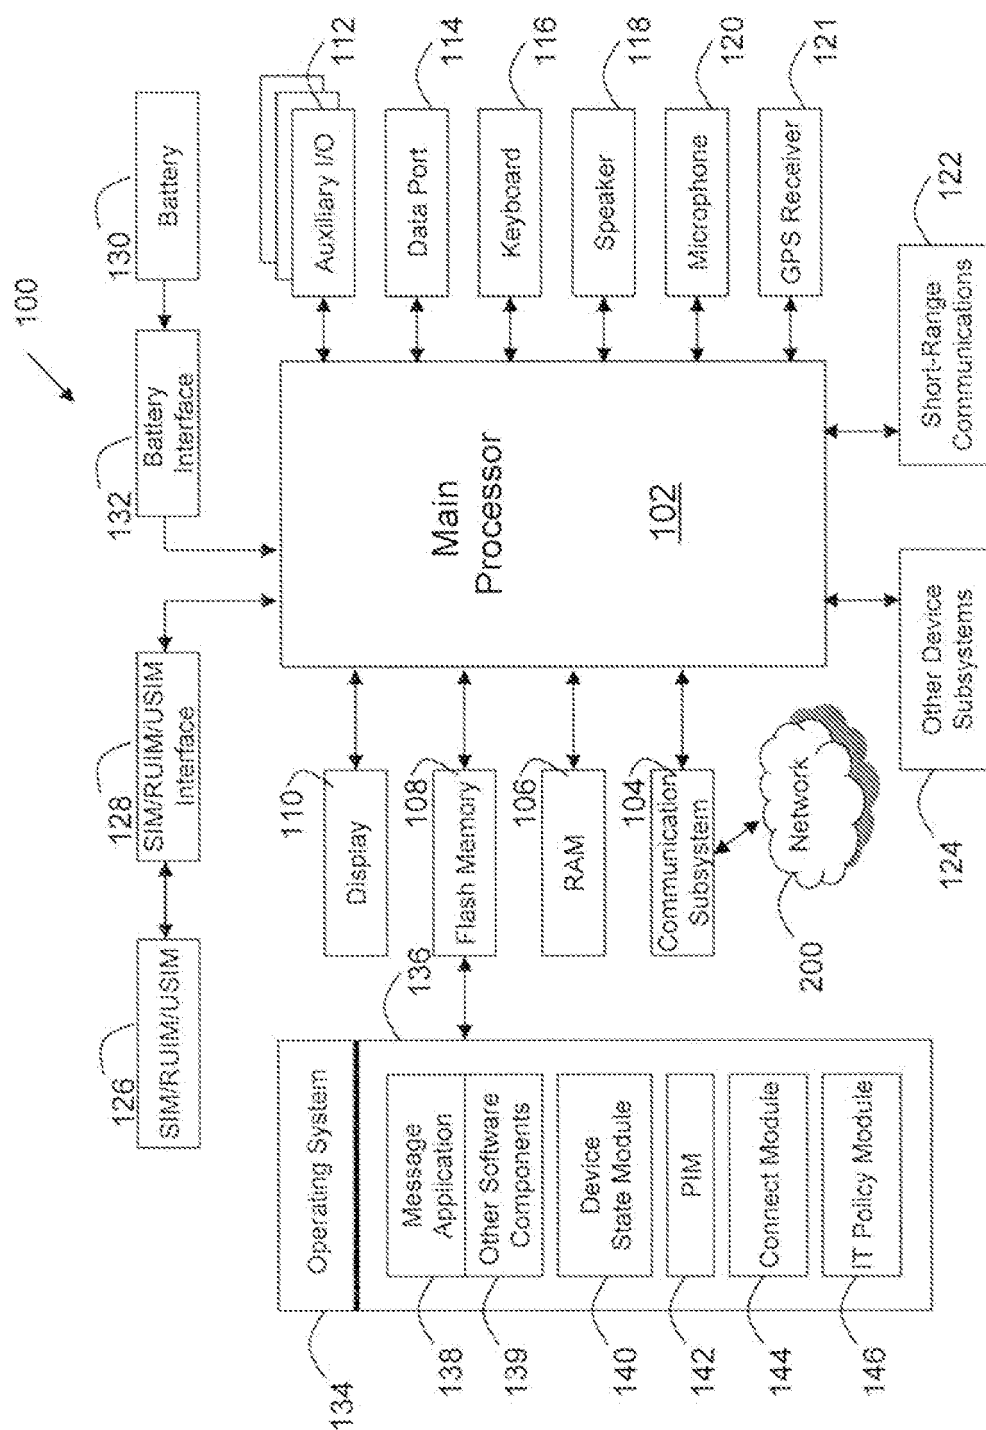 100
126
SIM/RUIM/USIM
128
SIM/RUIM/USIM
Interface
132
Battery
Interface
130
Battery
134
Operating System
136
138
Message
Application
139
Other Software
Components
140
Device
State Module
142
PIM
144
Connect Module
146
IT Policy Module
110
Display
108
Flash Memory
106
RAM
104
Communication
Subsystem
200
Network
Main
Processor
102
Auxiliary I/O
112
Data Port
114
Keyboard
116
Speaker
118
Microphone
120
GPS Receiver
121
124
Other Device
Subsystems
Short-Range
Communications
122